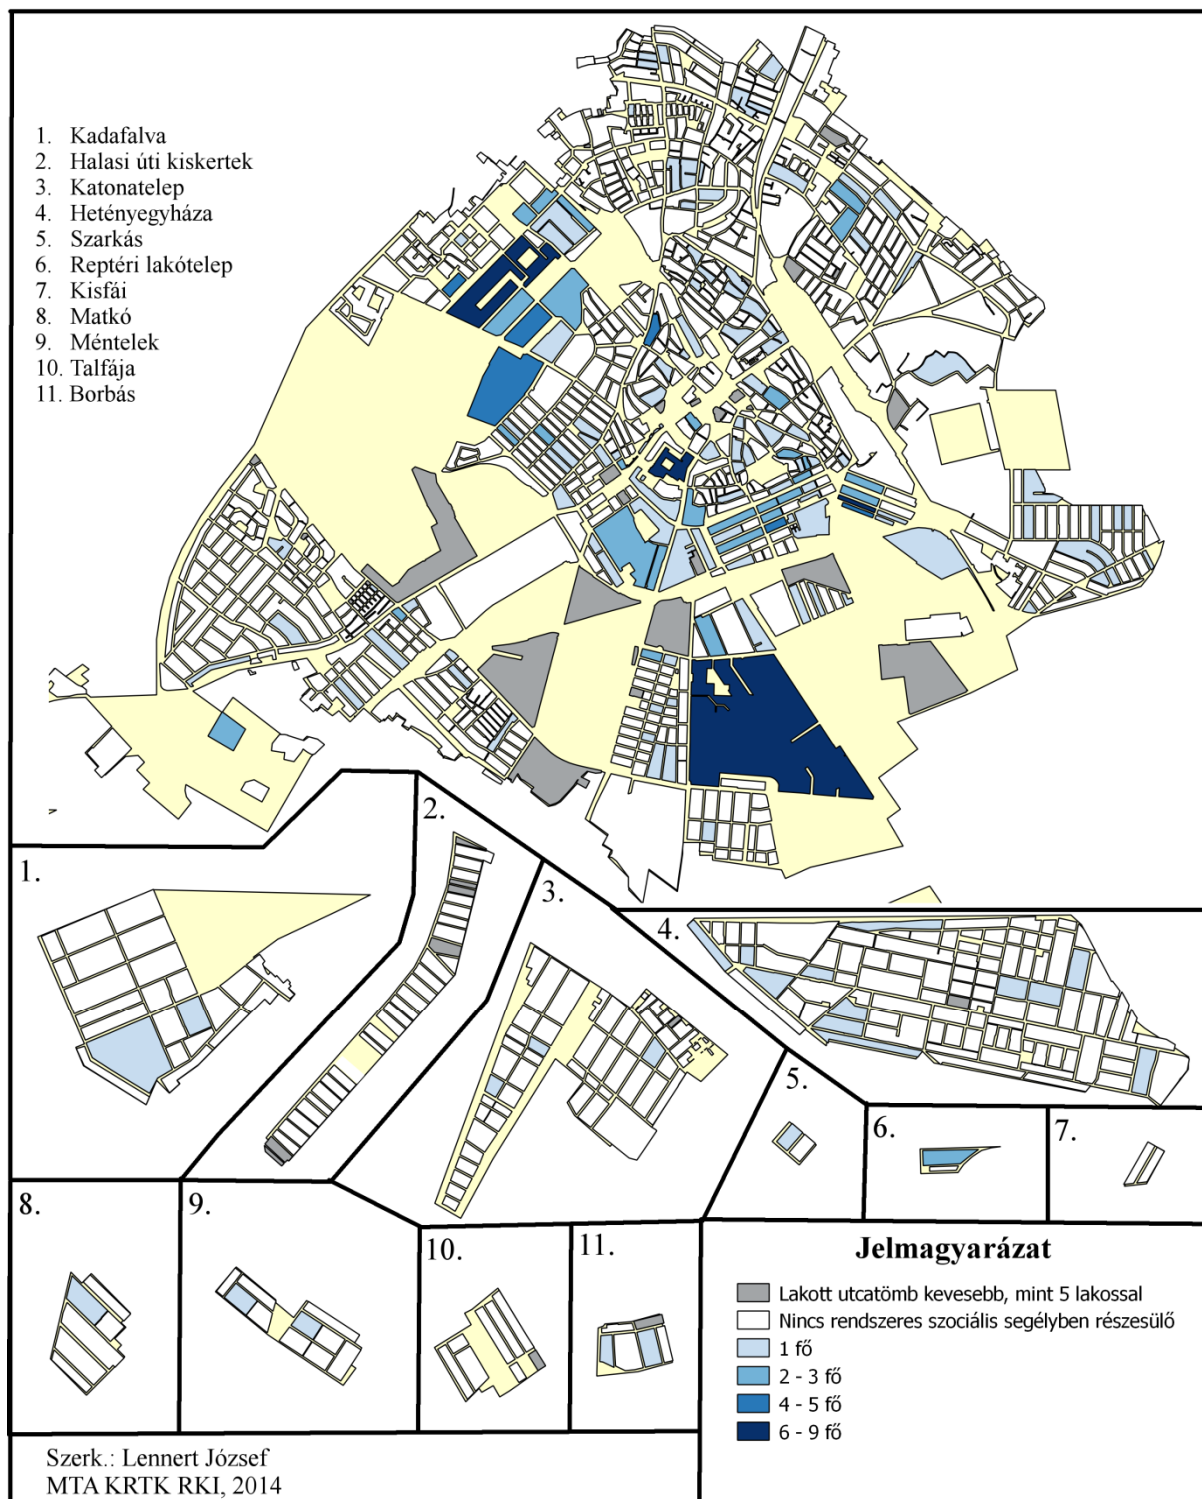 1. Kadafalva
2 Halasi úti kiskertek
3. Katonatelep
4. Hetényegyháza
5. Szarkás
6. Reptéri lakótelep
7. Kisfái
8. Matkó
9. Méntelek
10. Talfája
11. Borbás
2.
1.
3.
4.
5.
6.
7.
8.
9.
10.
11.
Jelmagyarázat
Lakott utcatömb kevesebb, mint 5 lakossal
Nincs rendszeres szociális segélyben részesülő
1 fő
2 - 3 fő
4 - 5 fő
6 - 9 fő
Szerk.: Lennert József
MTA KRTK RKI, 2014